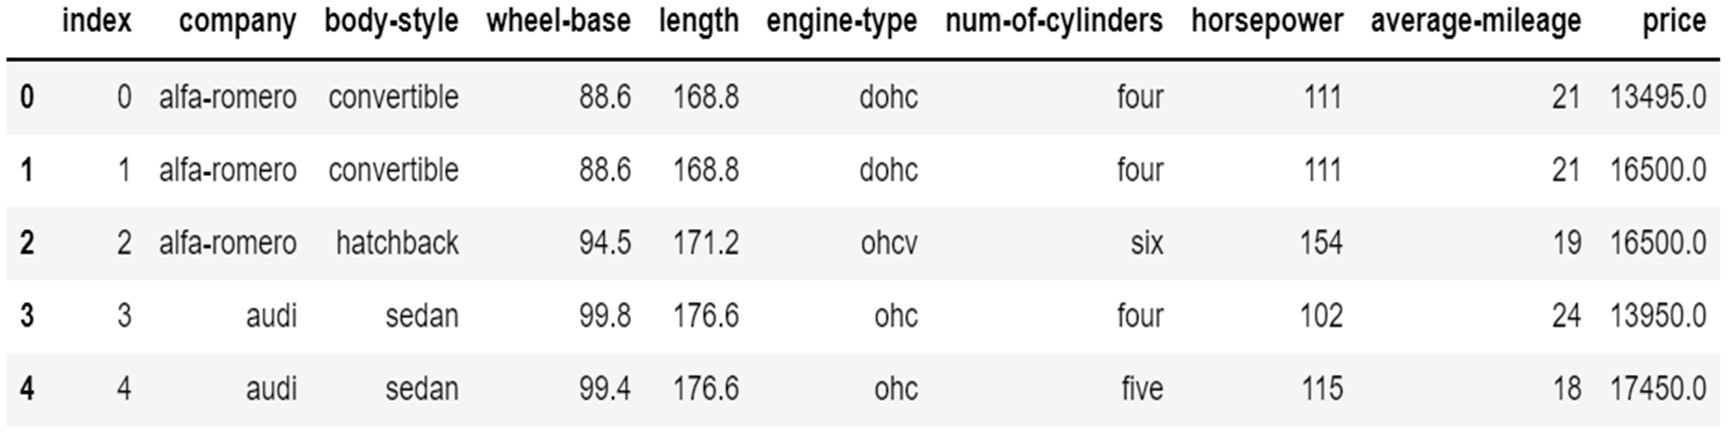 index company body-style wheel-base length engine-type num-of-cylinders horsepower average-mileage price
0 0 alfa-romero convertible 88.6 168.8 dohc four 111 21 13495.0
1 1 alfa-romero convertible 88.6 168.8 dohc four 111 21 16500.0
2 2 alfa-romero hatchback 94.5 171.2 ohcv six 154 19 16500.0
3 3 audi sedan 99.8 176.6 ohc four 102 24 13950.0
4 4 audi sedan 99.4 176.6 ohc five 115 18 17450.0